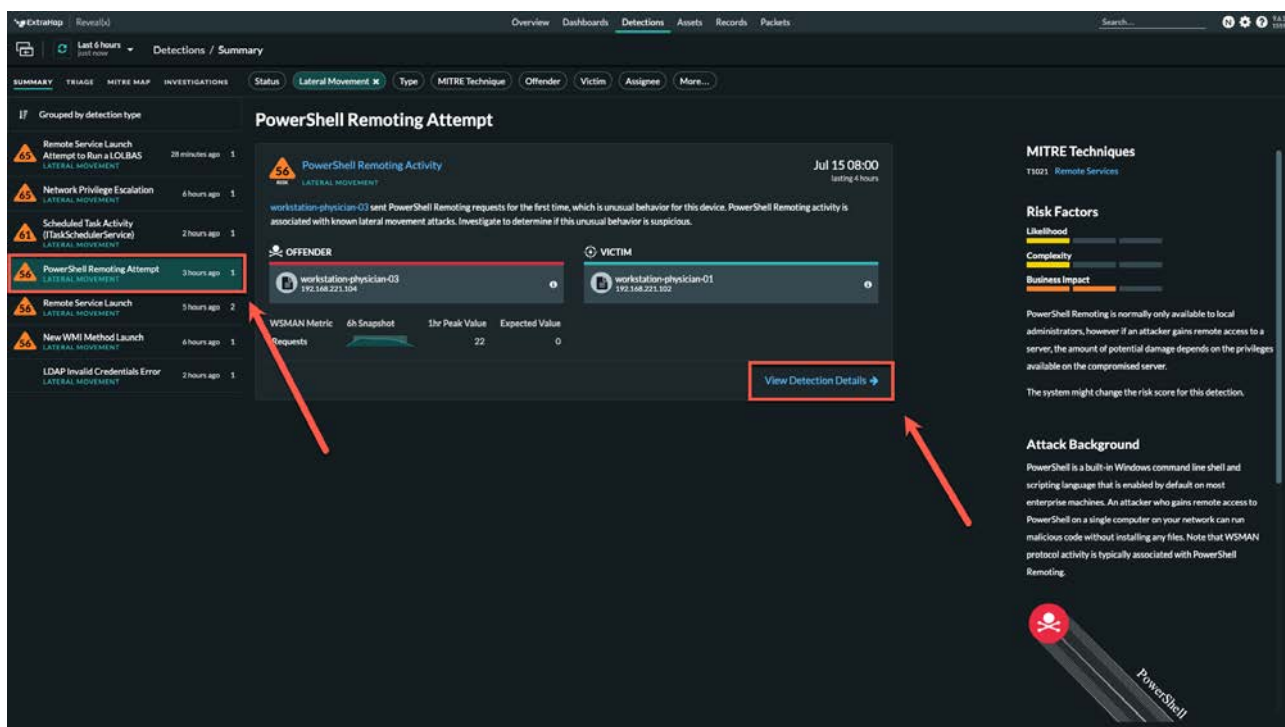 ExtraHop Reveal(x) Overview Dashboards Detections Assets Records Packets Search...
Last 6 hours
just now
Detections / Summary
SUMMARY TRIAGE MITRE MAP INVESTIGATIONS Status Lateral Movement × Type MITRE Technique Offender Victim Assignee More...
Grouped by detection type
65 Remote Service Launch
Attempt to Run a LOLBAS 28 minutes ago 1
LATERAL MOVEMENT
65 Network Privilege Escalation 6 hours ago 1
LATERAL MOVEMENT
61 Scheduled Task Activity
(ITaskSchedulerService) 2 hours ago 1
LATERAL MOVEMENT
56 PowerShell Remoting Attempt 3 hours ago 1
LATERAL MOVEMENT
56 Remote Service Launch 5 hours ago 2
LATERAL MOVEMENT
56 New WMI Method Launch 6 hours ago 1
LATERAL MOVEMENT
LDAP Invalid Credentials Error 2 hours ago 1
LATERAL MOVEMENT
PowerShell Remoting Attempt
56 PowerShell Remoting Activity Jul 15 08:00
RISK LATERAL MOVEMENT lasting 4 hours
workstation-physician-03 sent PowerShell Remoting requests for the first time, which is unusual behavior for this device. PowerShell Remoting activity is
associated with known lateral movement attacks. Investigate to determine if this unusual behavior is suspicious.
OFFENDER VICTIM
workstation-physician-03
192.168.221.104
workstation-physician-01
192.168.221.102
WSMAN Metric 6h Snapshot 1hr Peak Value Expected Value
Requests 22 0
View Detection Details →
MITRE Techniques
T1021 Remote Services
Risk Factors
Likelihood
Complexity
Business Impact
PowerShell Remoting is normally only available to local
administrators, however if an attacker gains remote access to a
server, the amount of potential damage depends on the privileges
available on the compromised server.
The system might change the risk score for this detection.
Attack Background
PowerShell is a built-in Windows command line shell and
scripting language that is enabled by default on most
enterprise machines. An attacker who gains remote access to
PowerShell on a single computer on your network can run
malicious code without installing any files. Note that WSMAN
protocol activity is typically associated with PowerShell
Remoting.
PowerShell